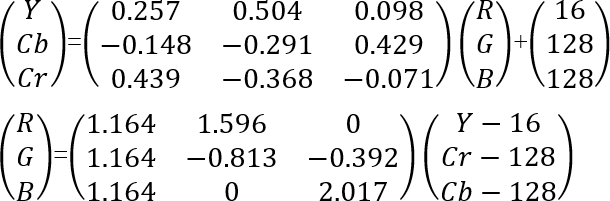 Y = 0.257 0.504 0.098 R + 16
Cb −0.148 −0.291 0.429 G 128
Cr 0.439 −0.368 −0.071 B 128
R = 1.164 1.596 0 Y − 16
G 1.164 −0.813 −0.392 Cr − 128
B 1.164 0 2.017 Cb − 128